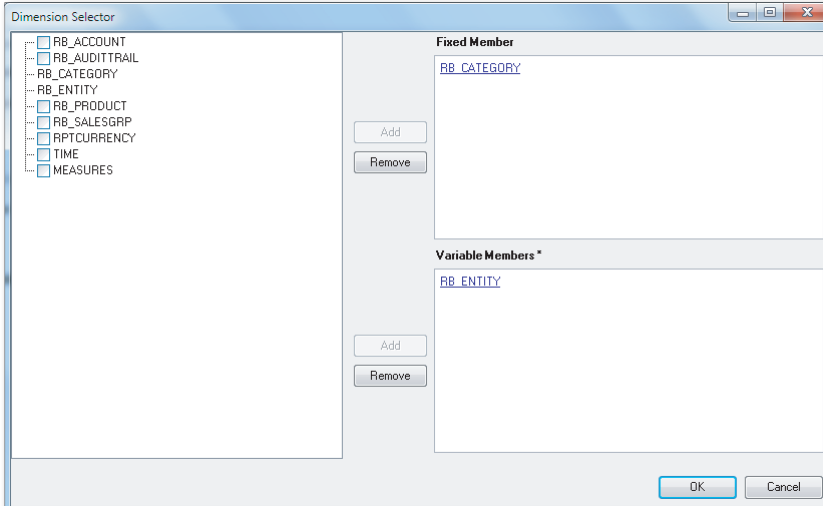 Dimension Selector
RB_ACCOUNT
RB_AUDITTRAIL
RB_CATEGORY
RB_ENTITY
RB_PRODUCT
RB_SALESGRP
RPTCURRENCY
TIME
MEASURES
Add
Remove
Fixed Member
RB_CATEGORY
Add
Remove
Variable Members *
RB_ENTITY
OK
Cancel